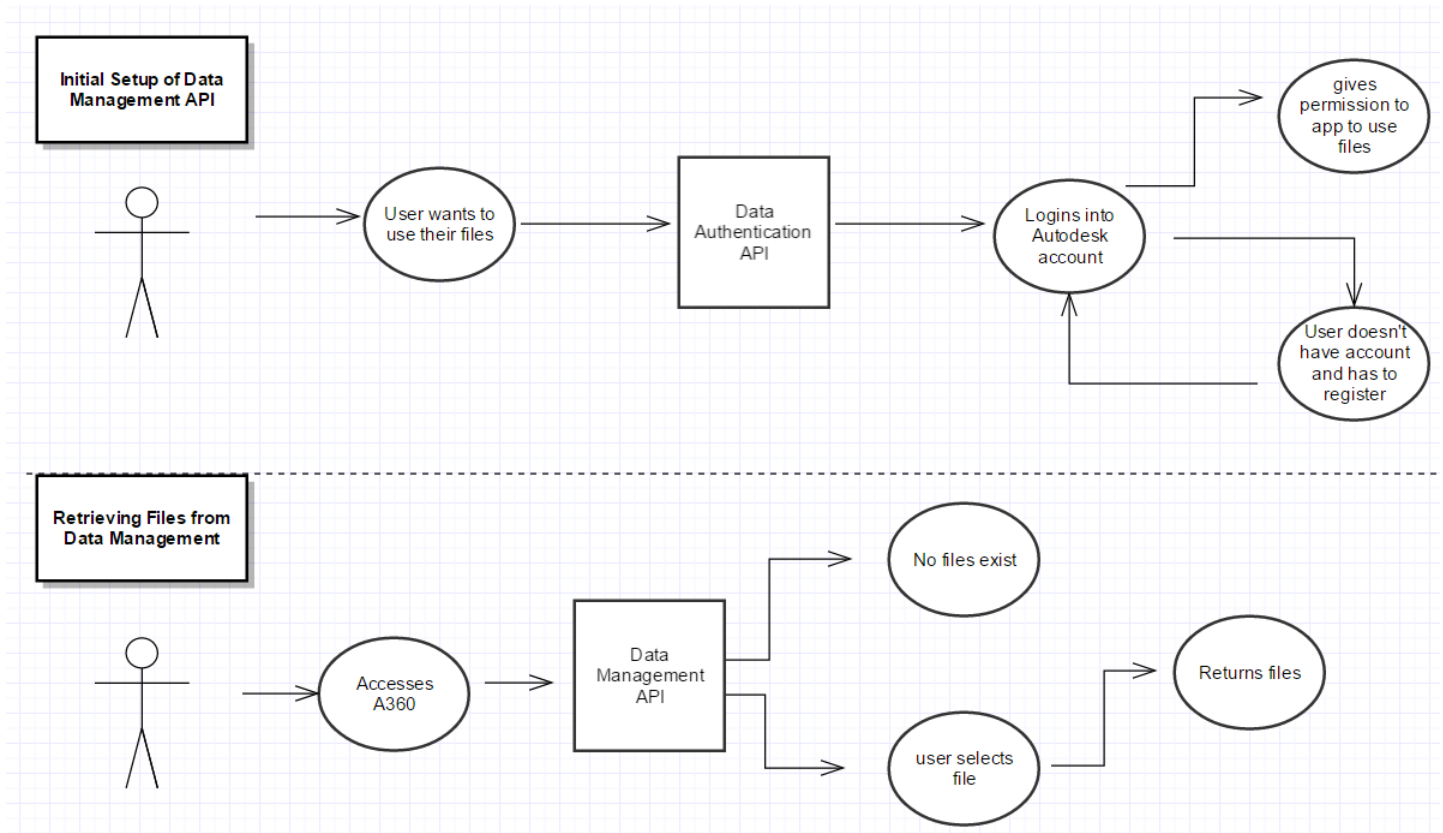 Initial Setup of Data
Management API
gives
permission to
app to use
files
User wants to
use their files
Data
Authentication
API
Logins into
Autodesk
account
User doesn't
have account
and has to
register
Retrieving Files from
Data Management
No files exist
Accesses
A360
Data
Management
API
Returns files
user selects
file